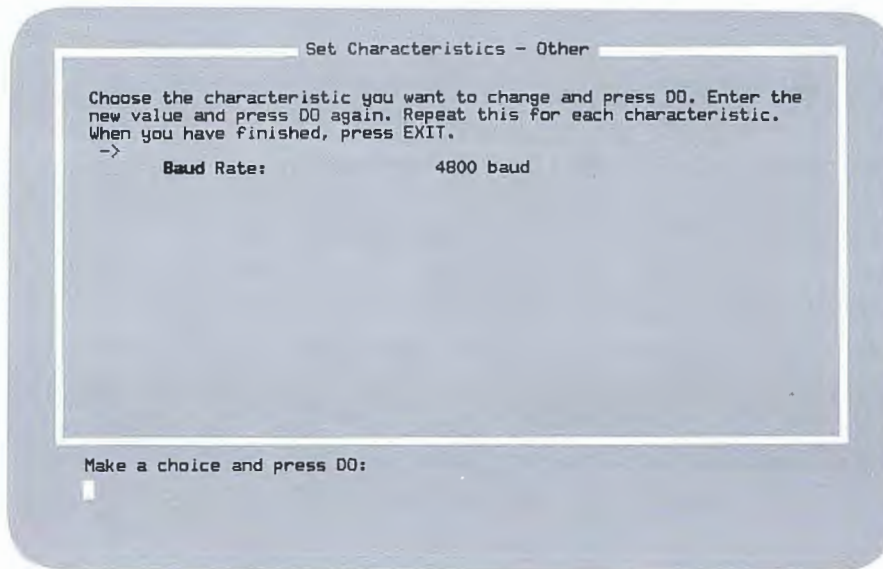 Set Characteristics - Other
Choose the characteristic you want to change and press DO. Enter the
new value and press DO again. Repeat this for each characteristic.
When you have finished, press EXIT.
->
Baud Rate: 4800 baud
Make a choice and press DO: